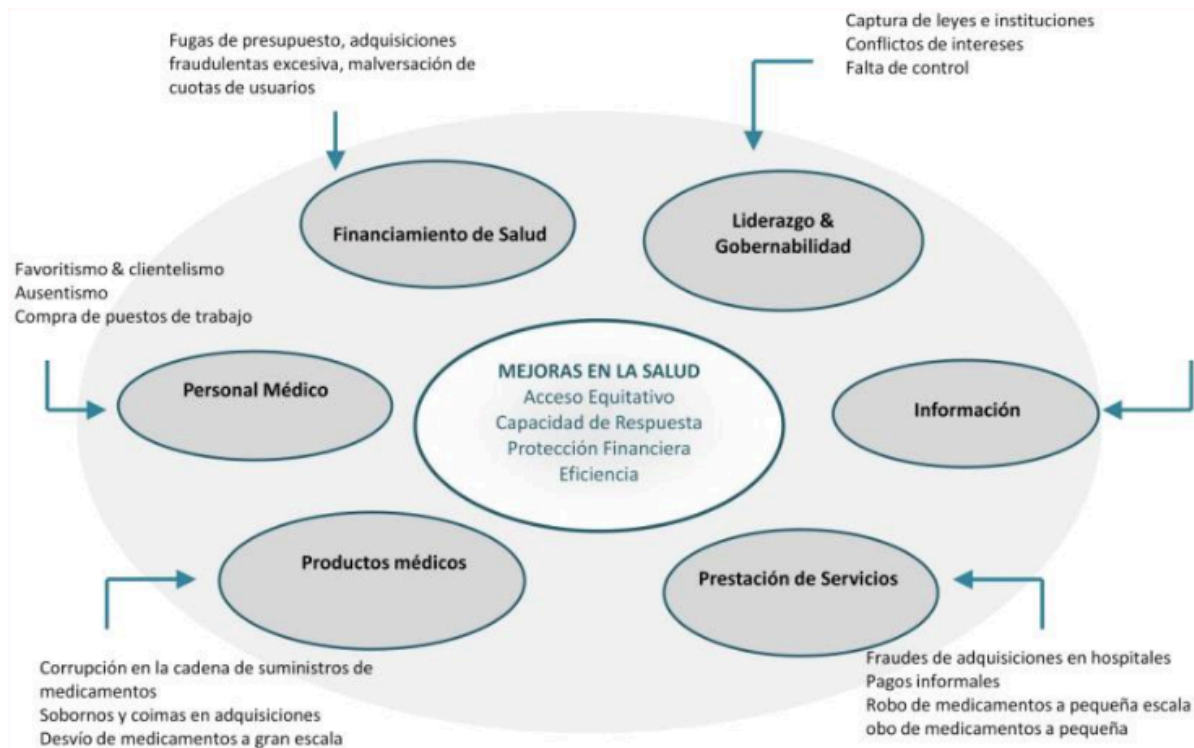 Fugas de presupuesto, adquisiciones
fraudulentas excesiva, malversación de
cuotas de usuarios
Captura de leyes e instituciones
Conflictos de intereses
Falta de control
Financiamiento de Salud
Liderazgo &
Gobernabilidad
Favoritismo & clientelismo
Ausentismo
Compra de puestos de trabajo
Personal Médico
MEJORAS EN LA SALUD
Acceso Equitativo
Capacidad de Respuesta
Protección Financiera
Eficiencia
Información
Productos médicos
Prestación de Servicios
Corrupción en la cadena de suministros de
medicamentos
Sobornos y coimas en adquisiciones
Desvío de medicamentos a gran escala
Fraudes de adquisiciones en hospitales
Pagos informales
Robo de medicamentos a pequeña escala
obo de medicamentos a pequeña